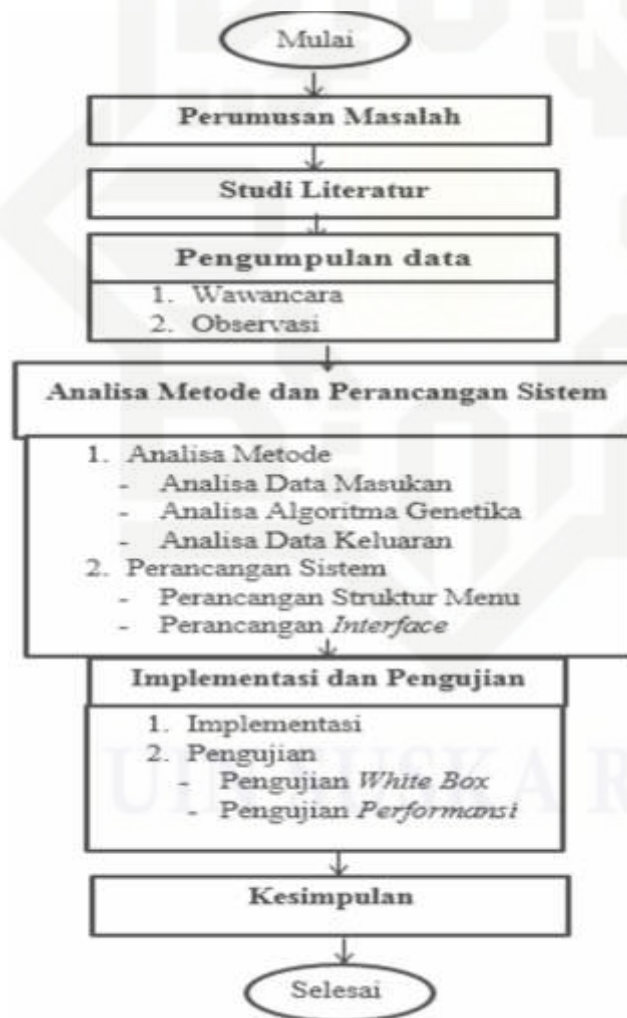 Mulai
Perumusan Masalah
Studi Literatur
Pengumpulan data
1. Wawancara
2. Observasi
Analisa Metode dan Perancangan Sistem
1. Analisa Metode
- Analisa Data Masukan
- Analisa Algoritma Genetika
- Analisa Data Keluaran
2. Perancangan Sistem
- Perancangan Struktur Menu
- Perancangan Interface
Implementasi dan Pengujian
1. Implementasi
2. Pengujian
- Pengujian White Box
- Pengujian Performansi
Kesimpulan
Selesai